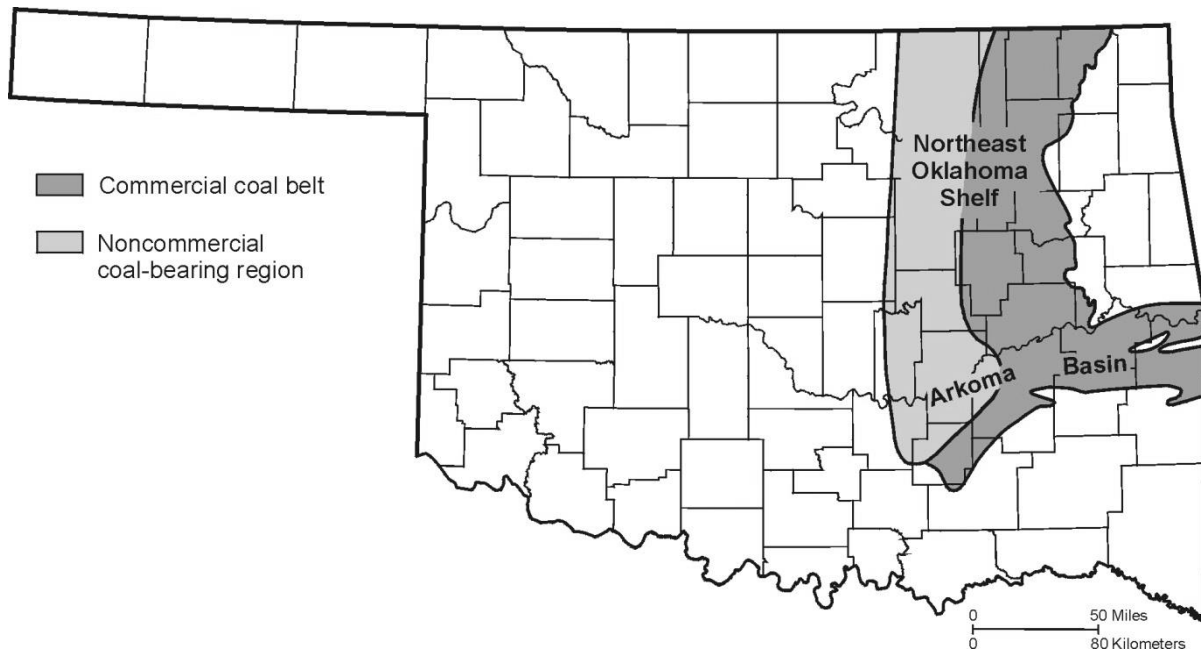 Northeast
Oklahoma
Shelf
Commercial coal belt
Noncommercial
coal-bearing region
Arkoma
Basin
0 50 Miles
0 80 Kilometers